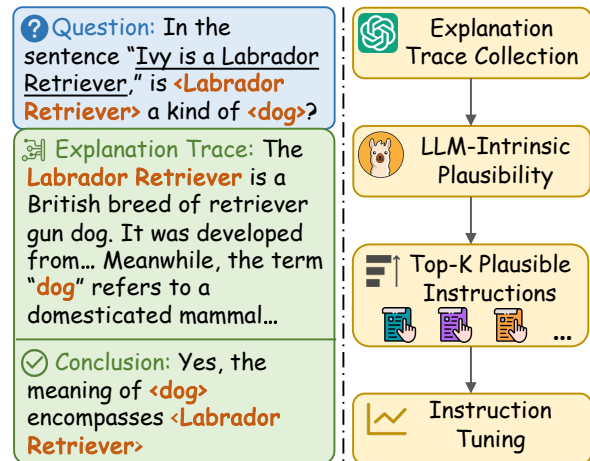 Question: In the
sentence “Ivy is a Labrador
Retriever,” is <Labrador
Retriever> a kind of <dog>?
Explanation Trace: The
Labrador Retriever is a
British breed of retriever
gun dog. It was developed
from... Meanwhile, the term
“dog” refers to a
domesticated mammal...
Conclusion: Yes, the
meaning of <dog>
encompasses <Labrador
Retriever>
Explanation
Trace Collection
LLM-Intrinsic
Plausibility
Top-K Plausible
Instructions
...
Instruction
Tuning